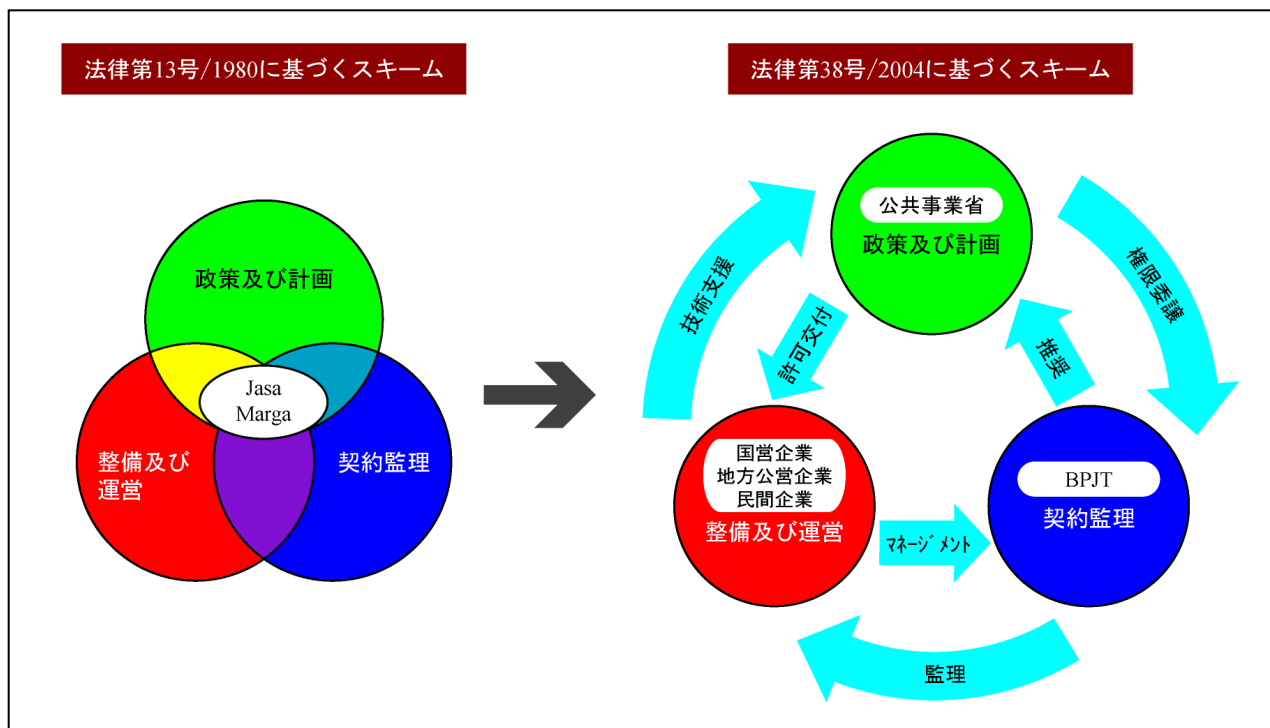 法律第13号/1980に基づくスキーム
政策及び計画
Jasa
Marga
整備及び
運営
契約監理
法律第38号/2004に基づくスキーム
公共事業省
政策及び計画
技術支援
許可交付
権限委譲
推奨
国営企業
地方公営企業
民間企業
整備及び運営
マネージメント
BPJT
契約監理
監理